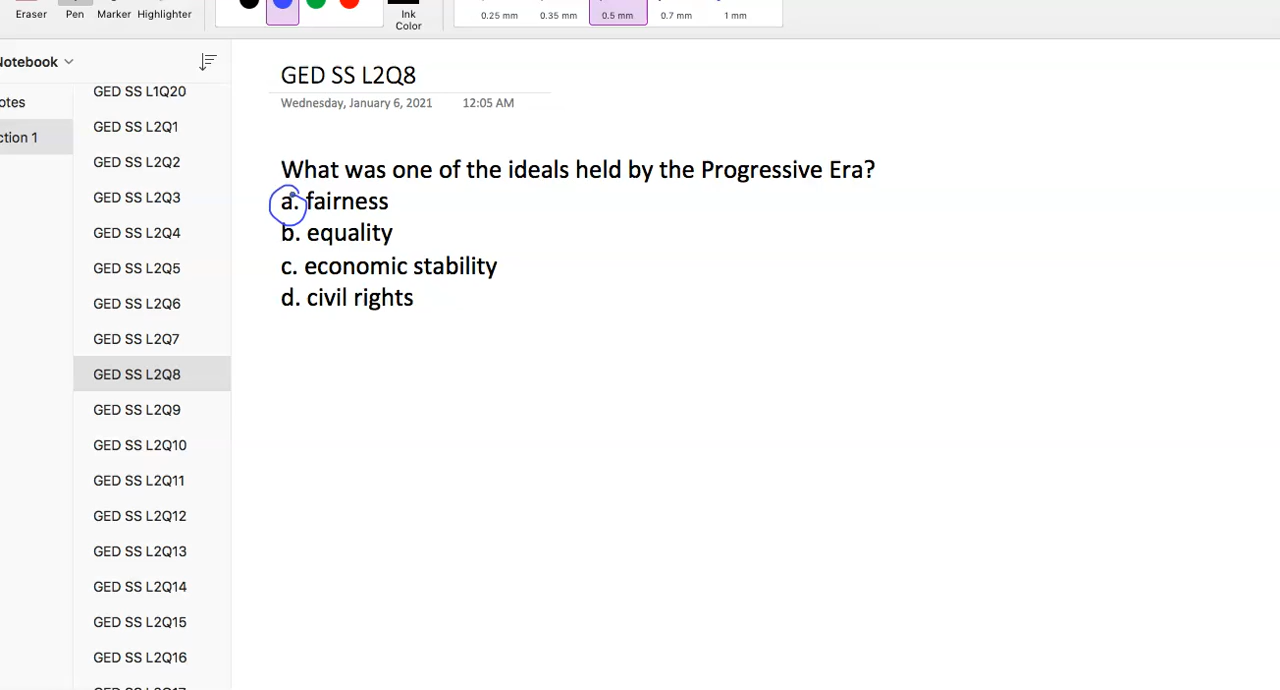 Eraser
Pen
Marker
Highlighter
Ink
Color
0.25 mm
0.35 mm
0.5 mm
0.7 mm
1 mm
Notebook
otes
ction 1
GED SS L1Q20
GED SS L2Q1
GED SS L2Q2
GED SS L2Q3
GED SS L2Q4
GED SS L2Q5
GED SS L2Q6
GED SS L2Q7
GED SS L2Q8
GED SS L2Q9
GED SS L2Q10
GED SS L2Q11
GED SS L2Q12
GED SS L2Q13
GED SS L2Q14
GED SS L2Q15
GED SS L2Q16
GED SS L2Q8
Wednesday, January 6, 2021 12:05 AM
What was one of the ideals held by the Progressive Era?
a. fairness
b. equality
c. economic stability
d. civil rights